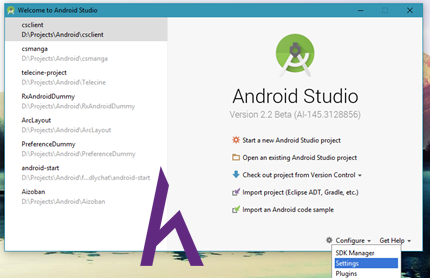 Welcome to Android Studio
csclient
D:\Projects\Android\csclient
csmanga
D:\Projects\Android\csmanga
telecine-project
D:\Projects\Android\Telecine
RxAndroidDummy
D:\Projects\Android\RxAndroidDummy
ArcLayout
D:\Projects\Android\ArcLayout
PreferenceDummy
D:\Projects\Android\PreferenceDummy
android-start
D:\Projects\Android\f...dlychat\android-start
Aizoban
D:\Projects\Android\Aizoban
Android Studio
Version 2.2 Beta (AI-145.3128856)
Start a new Android Studio project
Open an existing Android Studio project
Check out project from Version Control
Import project (Eclipse ADT, Gradle, etc.)
Import an Android code sample
Configure Get Help
SDK Manager
Settings
Plugins